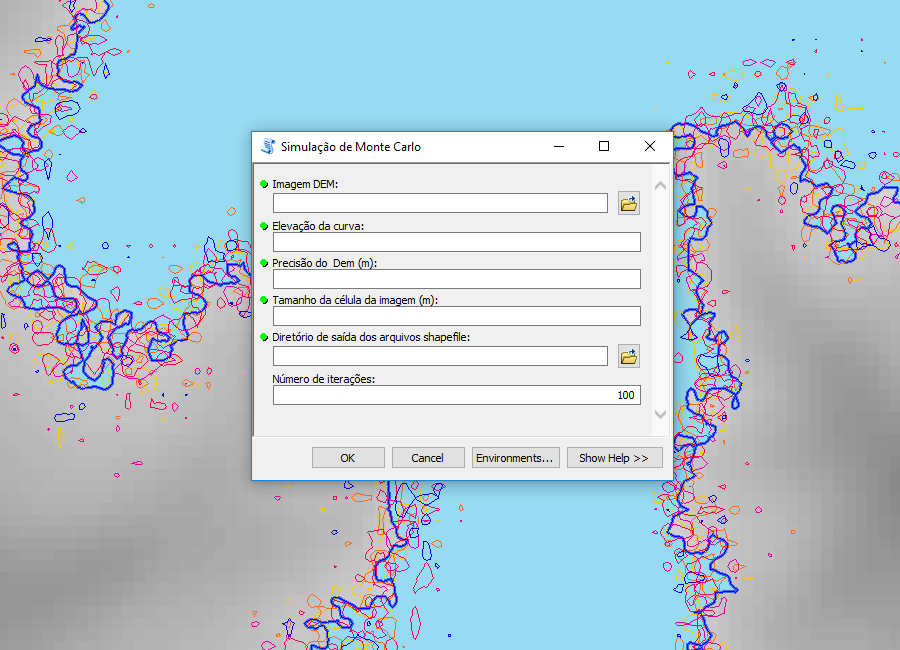 Simulação de Monte Carlo
Imagem DEM:
Elevação da curva:
Precisão do  Dem (m):
Tamanho da célula da imagem (m):
Diretório de saída dos arquivos shapefile:
Número de iterações:
100
OK Cancel Environments... Show Help >>